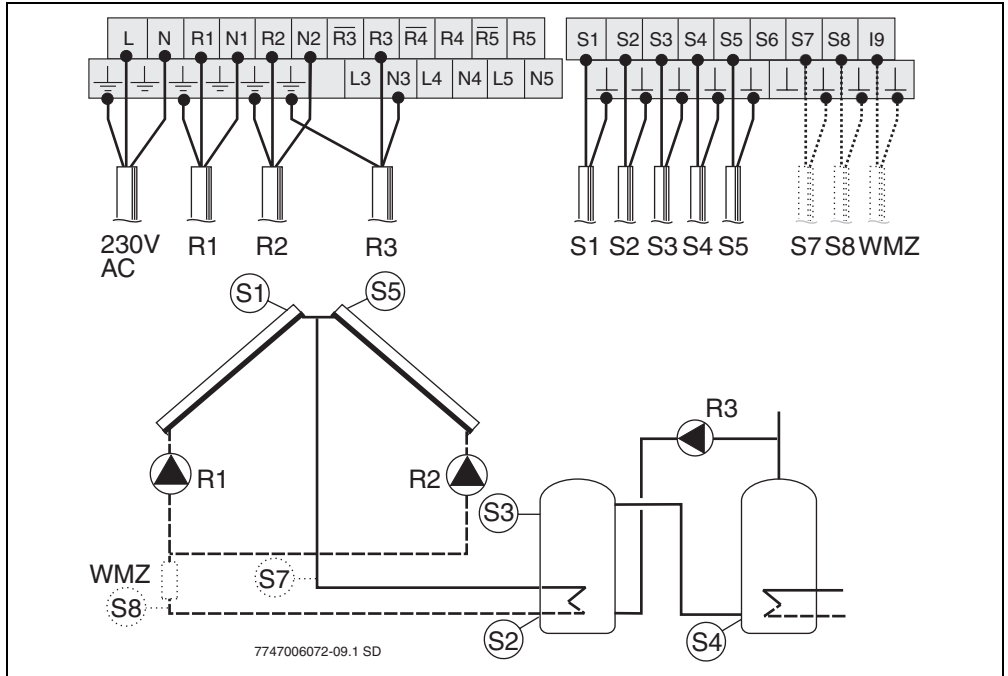 L N R1 N1 R2 N2 R3 R3 R4 R4 R5 R5
L3 N3 L4 N4 L5 N5
S1 S2 S3 S4 S5 S6 S7 S8 I9
230V AC
R1 R2 R3
S1 S2 S3 S4 S5 S7 S8 WMZ
S1 S5
R3
R1 R2
S3
WMZ S7
S8
S2 S4
7747006072-09.1 SD